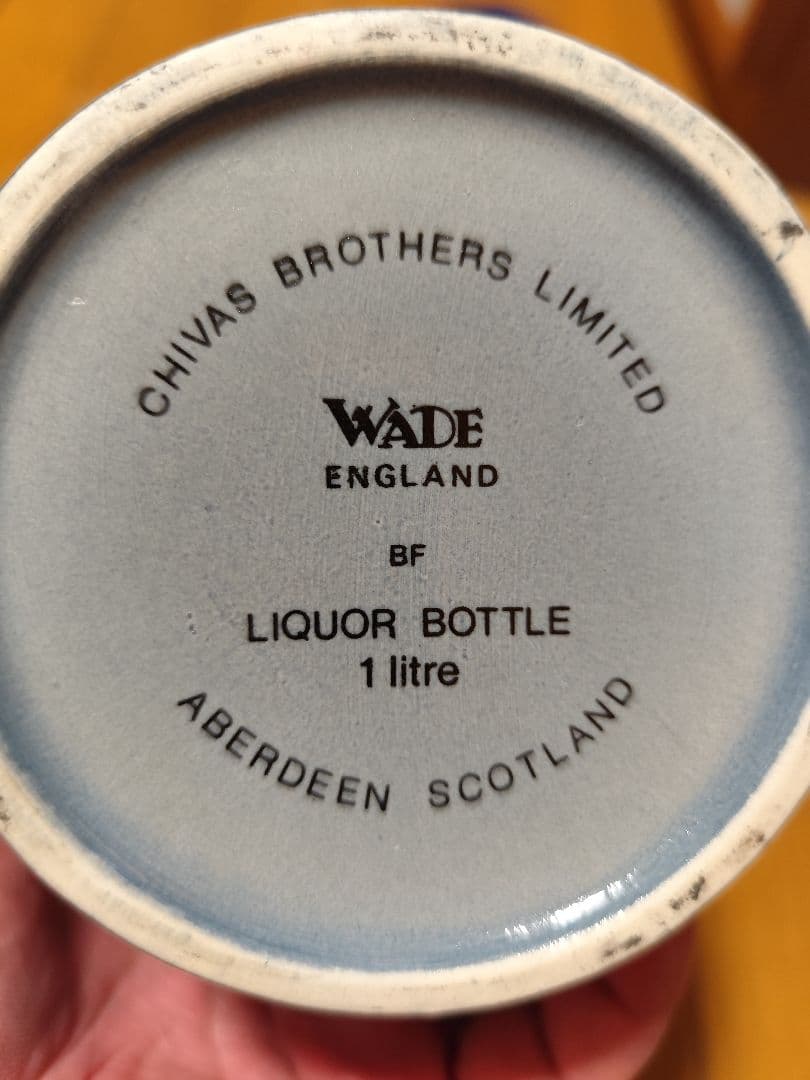 CHIVAS BROTHERS LIMITED
WADE
ENGLAND
BF
LIQUOR BOTTLE
1 litre
ABERDEEN SCOTLAND